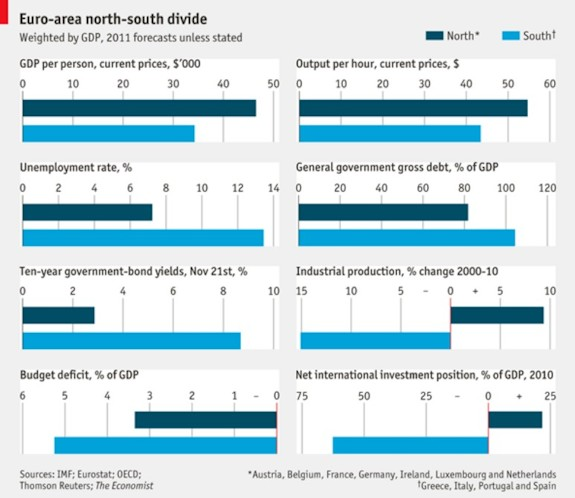 Euro-area north-south divide
Weighted by GDP, 2011 forecasts unless stated
North* South†
GDP per person, current prices, $'000
0 10 20 30 40 50
Output per hour, current prices, $
0 10 20 30 40 50 60
Unemployment rate, %
0 2 4 6 8 10 12 14
General government gross debt, % of GDP
0 20 40 60 80 100 120
Ten-year government-bond yields, Nov 21st, %
0 2 4 6 8 10
Industrial production, % change 2000-10
15 10 5 – 0 + 5 10
Budget deficit, % of GDP
6 5 4 3 2 1 – 0
Net international investment position, % of GDP, 2010
75 50 25 – 0 + 25
Sources: IMF; Eurostat; OECD;
Thomson Reuters; The Economist
*Austria, Belgium, France, Germany, Ireland, Luxembourg and Netherlands
†Greece, Italy, Portugal and Spain